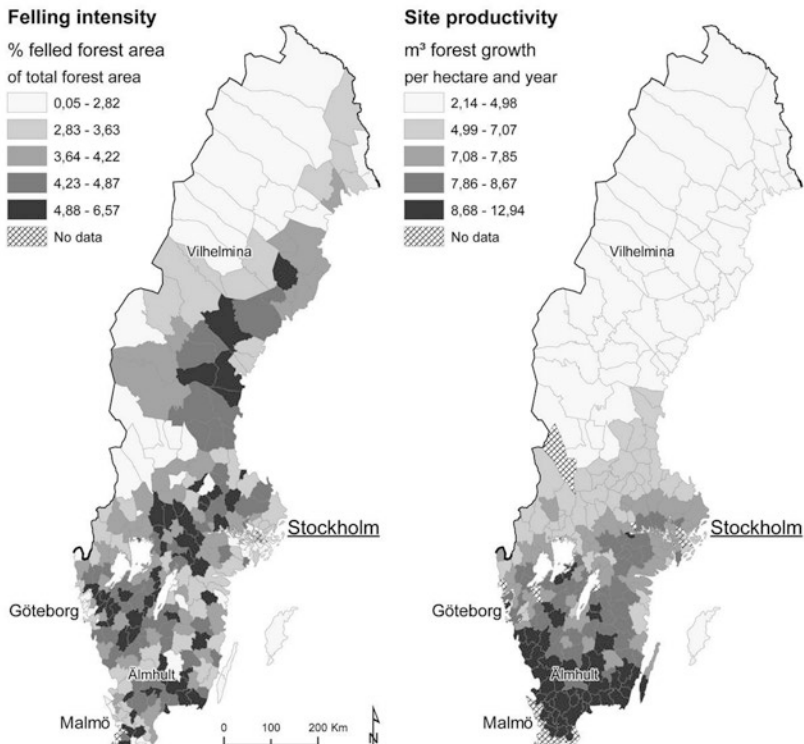 Felling intensity
% felled forest area
of total forest area
0,05 - 2,82
2,83 - 3,63
3,64 - 4,22
4,23 - 4,87
4,88 - 6,57
No data
Vilhelmina
Stockholm
Göteborg
Älmhult
Malmö
0 100 200 Km
N
Site productivity
m³ forest growth
per hectare and year
2,14 - 4,98
4,99 - 7,07
7,08 - 7,85
7,86 - 8,67
8,68 - 12,94
No data
Vilhelmina
Stockholm
Göteborg
Älmhult
Malmö